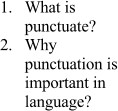 1. What is
punctuate?
2. Why
punctuation is
important in
language?